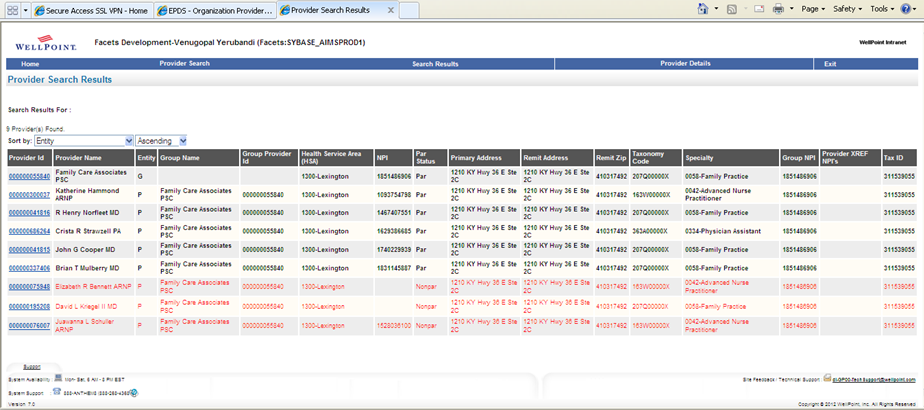 Secure Access SSL VPN - Home
EPDS - Organization Provider...
Provider Search Results
Page
Safety
Tools
WELLPOINT.
Facets Development-Venugopal Yerubandi (Facets:SYBASE_AIMSPROD1)
WellPoint Intranet
Home Provider Search Search Results Provider Details Exit
Provider Search Results
Search Results For :
9 Provider(s) Found.
Sort by: Entity Ascending
Provider Id Provider Name Entity Group Name Group Provider Id Health Service Area (HSA) NPI Par Status Primary Address Remit Address Remit Zip Taxonomy Code Specialty Group NPI Provider XREF NPI's Tax ID
000000055840 Family Care Associates PSC G 1300-Lexington 1851486906 Par 1210 KY Hwy 36 E Ste 2C 1210 KY Hwy 36 E Ste 2C 410317492 207Q00000X 0058-Family Practice 1851486906 311539055
000000300037 Katherine Hammond ARNP P Family Care Associates PSC 000000055840 1300-Lexington 1093754798 Par 1210 KY Hwy 36 E Ste 2C 1210 KY Hwy 36 E Ste 2C 410317492 163W00000X 0042-Advanced Nurse Practitioner 1851486906 311539055
000000041816 R Henry Norfleet MD P Family Care Associates PSC 000000055840 1300-Lexington 1467407551 Par 1210 KY Hwy 36 E Ste 2C 1210 KY Hwy 36 E Ste 2C 410317492 207Q00000X 0058-Family Practice 1851486906 311539055
000000686264 Crista R Strawzell PA P Family Care Associates PSC 000000055840 1300-Lexington 1629386685 Par 1210 KY Hwy 36 E Ste 2C 1210 KY Hwy 36 E Ste 2C 410317492 363A00000X 0334-Physician Assistant 1851486906 311539055
000000041815 John G Cooper MD P Family Care Associates PSC 000000055840 1300-Lexington 1740229939 Par 1210 KY Hwy 36 E Ste 2C 1210 KY Hwy 36 E Ste 2C 410317492 207Q00000X 0058-Family Practice 1851486906 311539055
000000337406 Brian T Mulberry MD P Family Care Associates PSC 000000055840 1300-Lexington 1831145887 Par 1210 KY Hwy 36 E Ste 2C 1210 KY Hwy 36 E Ste 2C 410317492 207Q00000X 0058-Family Practice 1851486906 311539055
000000075948 Elizabeth R Bennett ARNP P Family Care Associates PSC 000000055840 1300-Lexington Nonpar 1210 KY Hwy 36 E Ste 2C 1210 KY Hwy 36 E Ste 2C 410317492 163W00000X 0042-Advanced Nurse Practitioner 1851486906 311539055
000000195208 David L Kriegel II MD P Family Care Associates PSC 000000055840 1300-Lexington Nonpar 1210 KY Hwy 36 E Ste 2C 1210 KY Hwy 36 E Ste 2C 410317492 207Q00000X 0058-Family Practice 1851486906 311539055
000000076007 Juavanna L Schuller ARNP P Family Care Associates PSC 000000055840 1300-Lexington 1528036100 Nonpar 1210 KY Hwy 36 E Ste 2C 1210 KY Hwy 36 E Ste 2C 410317492 163W00000X 0042-Advanced Nurse Practitioner 1851486906 311539055
Support
System Availability: Mon- Sat, 6 AM - 8 PM EST
System Support:
Site Feedback / Technical Support:
Version 7.0
Copyright © 2012 WellPoint, Inc. All Rights Reserved